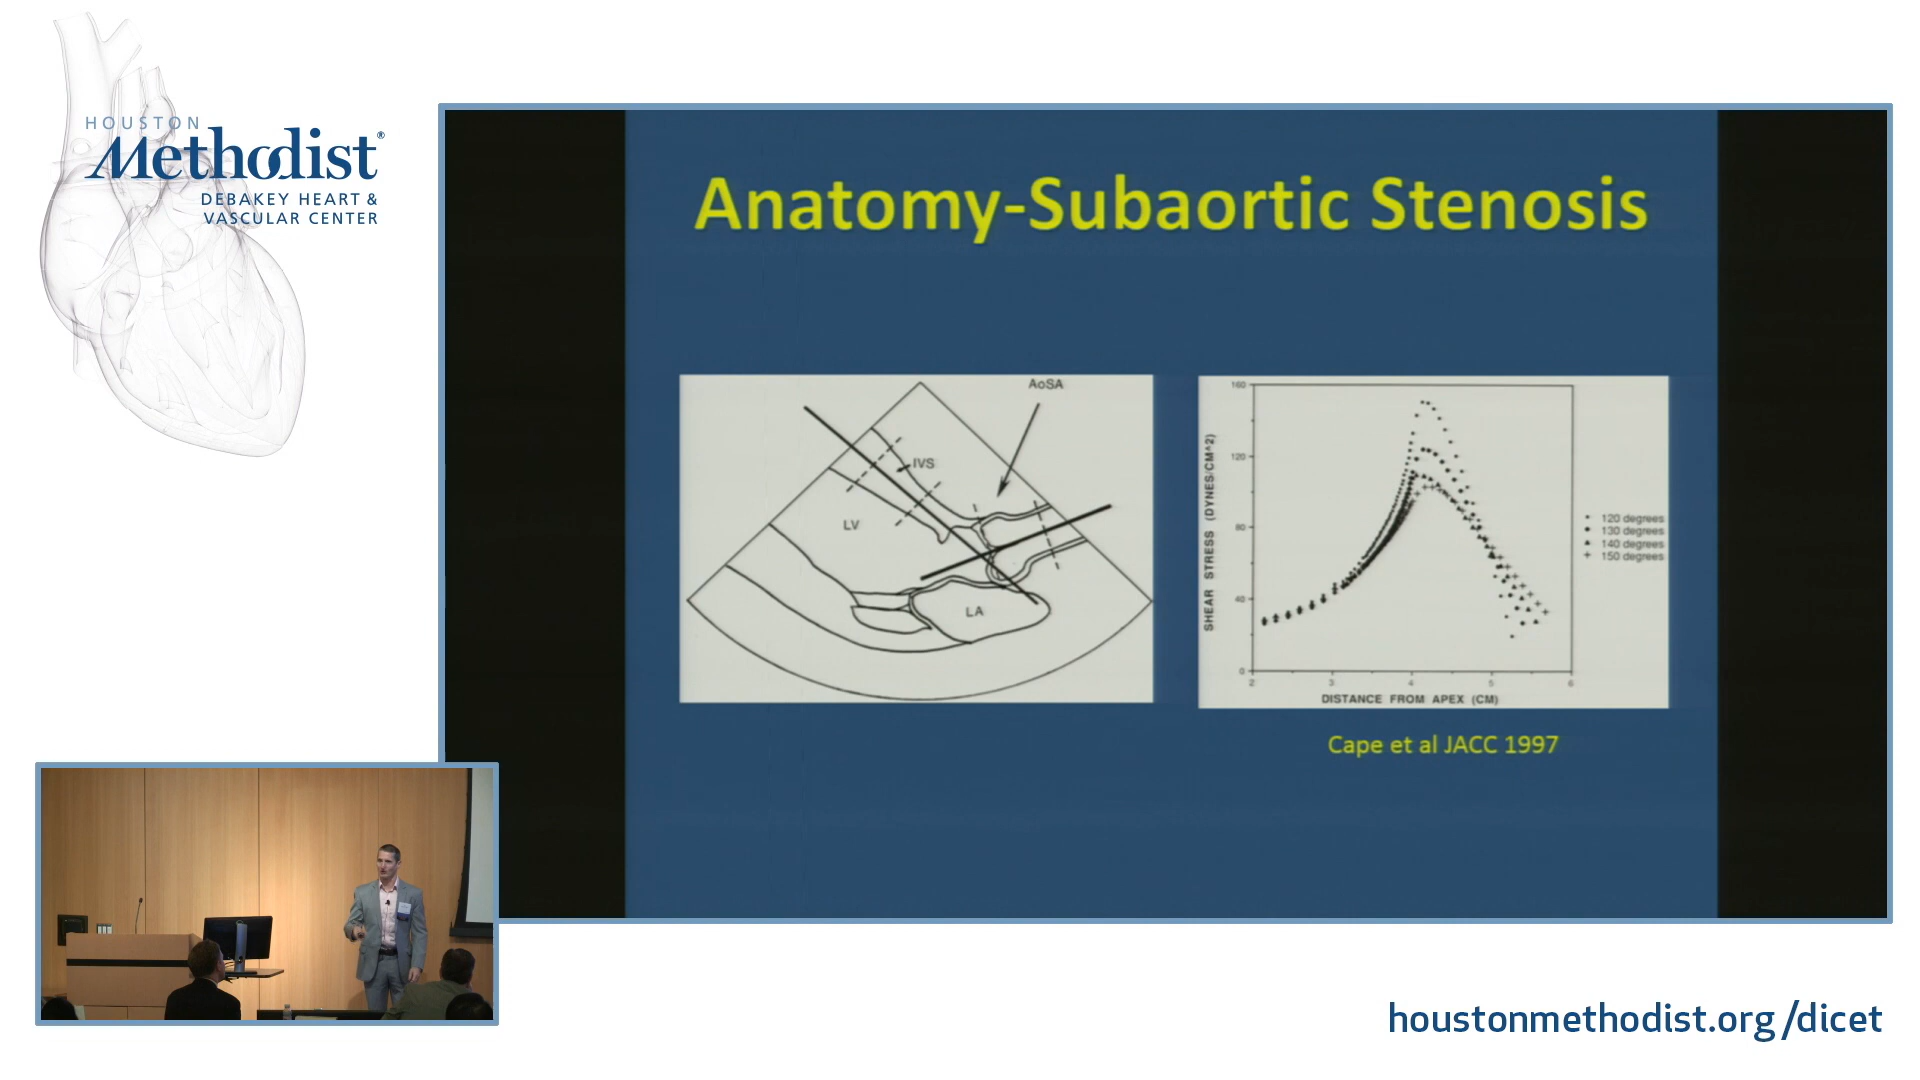 HOUSTON
Methodist®
DEBAKEY HEART &
VASCULAR CENTER
Anatomy-Subaortic Stenosis
AoSA
IVS
LV
LA
160
120
80
40
0
2
3
4
5
6
SHEAR STRESS (DYNES/CM^2)
DISTANCE FROM APEX (CM)
120 degrees
130 degrees
140 degrees
150 degrees
Cape et al JACC 1997
houstonmethodist.org/dicet